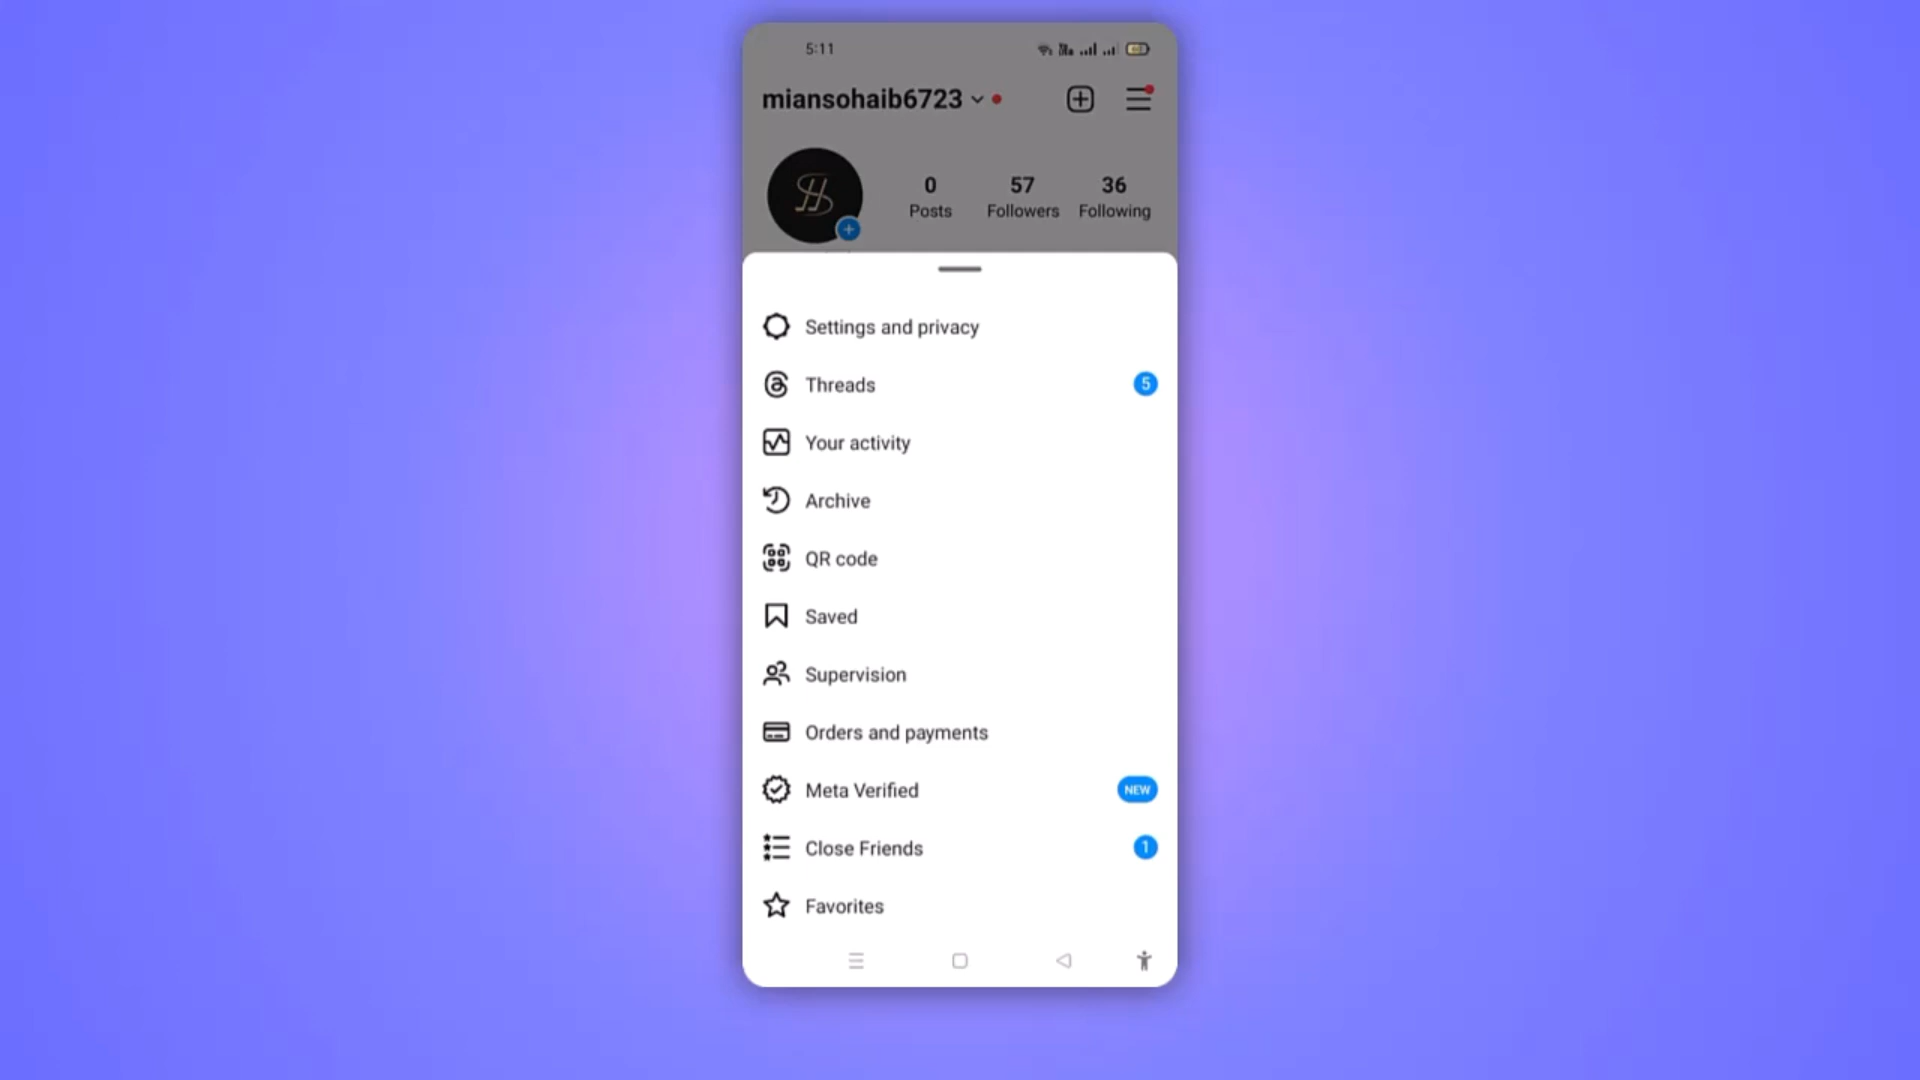 5:11
miansohaib6723
0 57 36
Posts Followers Following
Settings and privacy
Threads 5
Your activity
Archive
QR code
Saved
Supervision
Orders and payments
Meta Verified NEW
Close Friends 1
Favorites